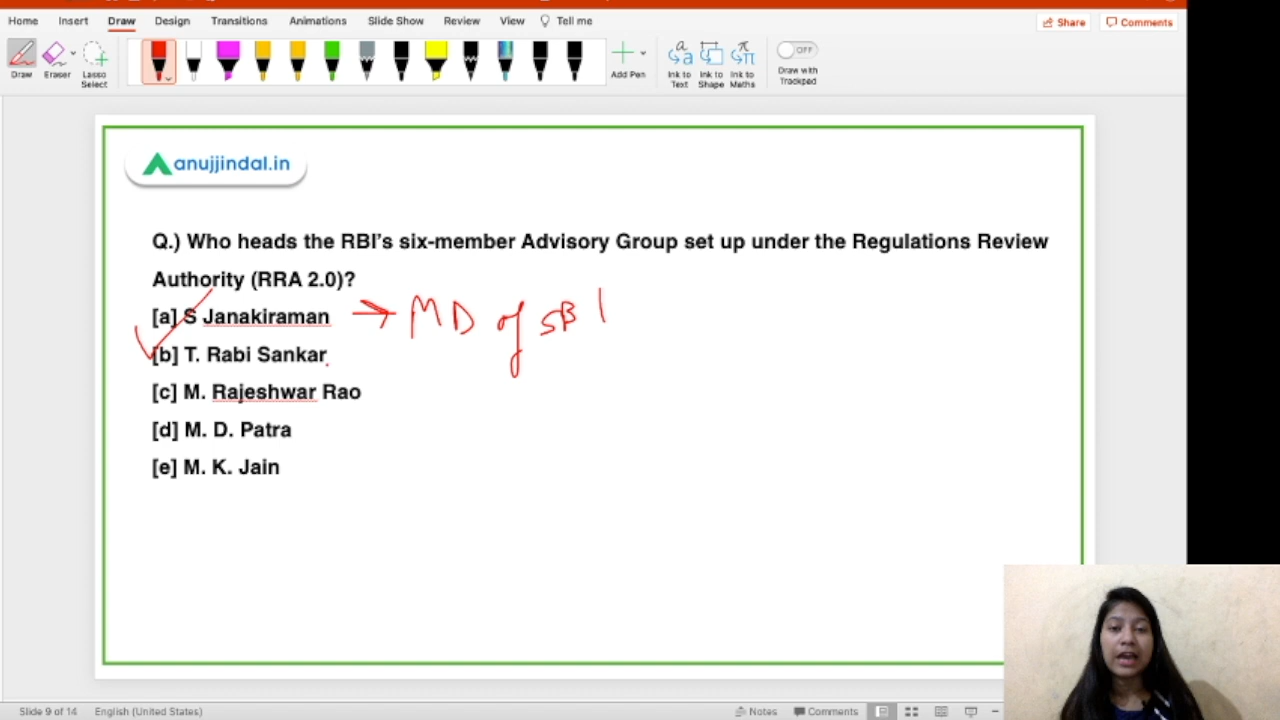 Home Insert Draw Design Transitions Animations Slide Show Review View Tell me Share Comments
Draw Eraser Lasso Select Add Pen Ink to Text Ink to Shape Ink to Maths OFF Draw with Trackpad
anujjindal.in
Q.) Who heads the RBI's six-member Advisory Group set up under the Regulations Review
Authority (RRA 2.0)?
[a] S Janakiraman → MD of SBI
[b] T. Rabi Sankar
[c] M. Rajeshwar Rao
[d] M. D. Patra
[e] M. K. Jain
Slide 9 of 14 English (United States) Notes Comments